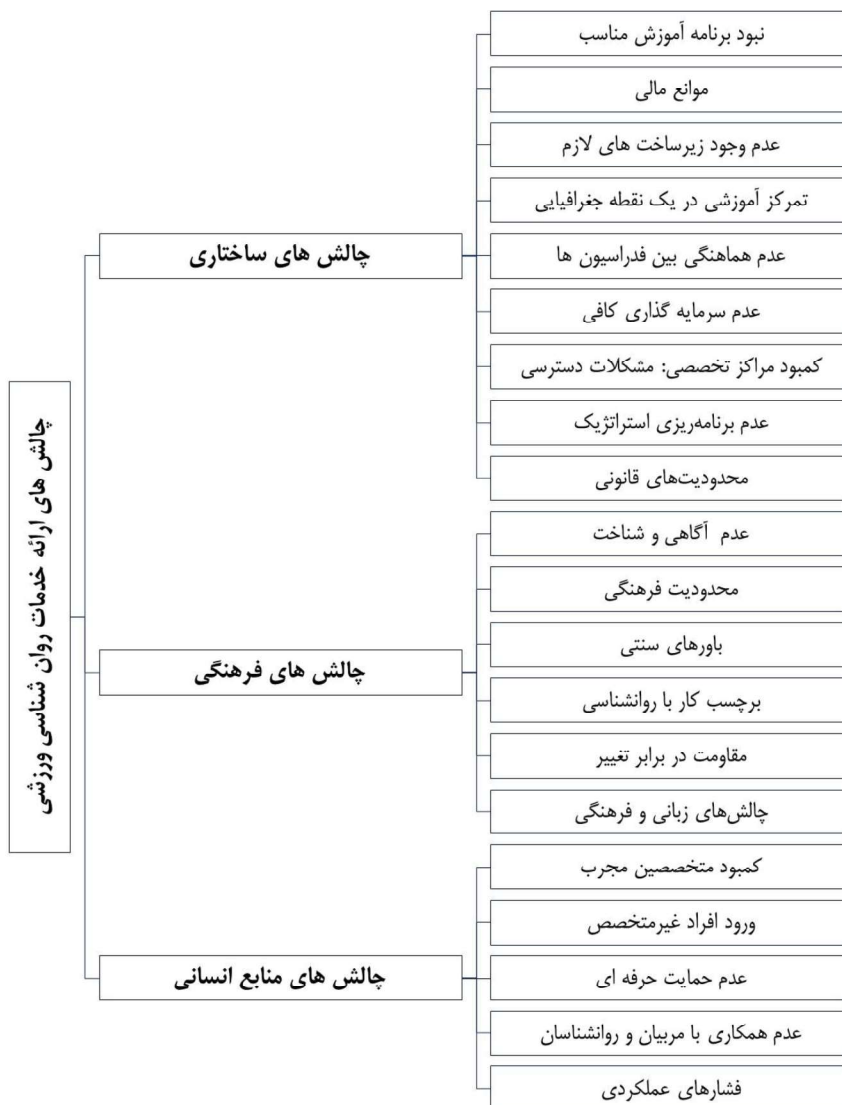 چالش های ارائه خدمات روان شناسی ورزشی
چالش های ساختاری
نبود برنامه آموزش مناسب
موانع مالی
عدم وجود زیرساخت های لازم
تمرکز آموزشی در یک نقطه جغرافیایی
عدم هماهنگی بین فدراسیون ها
عدم سرمایه گذاری کافی
کمبود مراکز تخصصی: مشکلات دسترسی
عدم برنامه‌ریزی استراتژیک
محدودیت‌های قانونی
چالش های فرهنگی
عدم آگاهی و شناخت
محدودیت فرهنگی
باورهای سنتی
برچسب کار با روانشناسی
مقاومت در برابر تغییر
چالش‌های زبانی و فرهنگی
چالش های منابع انسانی
کمبود متخصصین مجرب
ورود افراد غیرمتخصص
عدم حمایت حرفه ای
عدم همکاری با مربیان و روانشناسان
فشارهای عملکردی